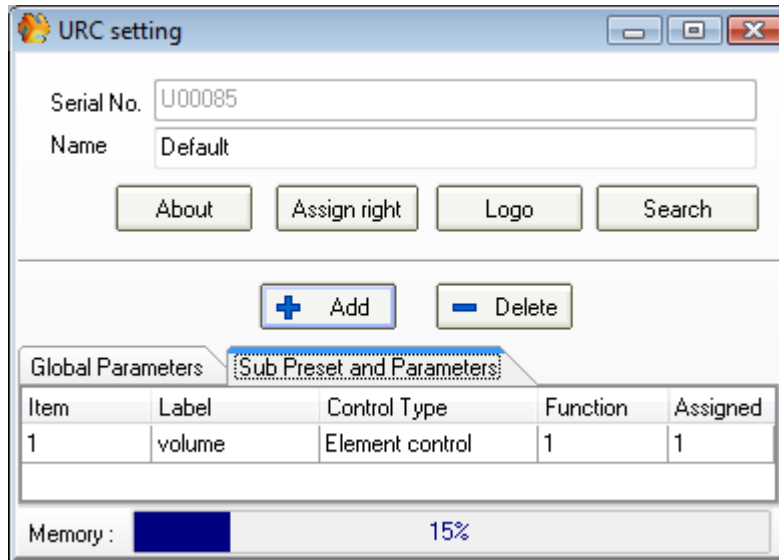 URC setting
Serial No. U00085
Name Default
About Assign right Logo Search
Add Delete
Global Parameters Sub Preset and Parameters
Item Label Control Type Function Assigned
1 volume Element control 1 1
Memory : 15%